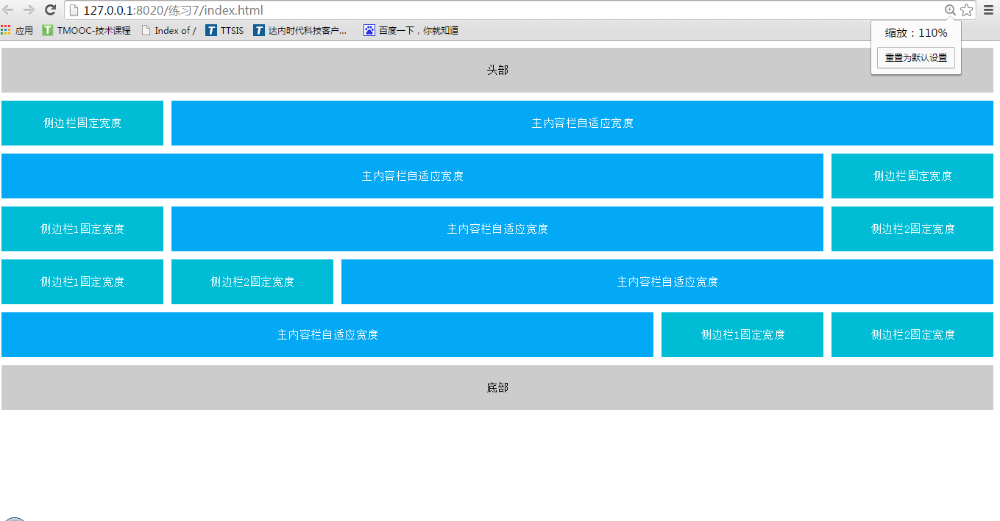 127.0.0.1:8020/练习7/index.html
应用 TMOOC-技术课程 Index of / TTSIS 达内时代科技客户... 百度一下，你就知道
缩放：110%
重置为默认设置
头部
侧边栏固定宽度 主内容栏自适应宽度
主内容栏自适应宽度 侧边栏固定宽度
侧边栏1固定宽度 主内容栏自适应宽度 侧边栏2固定宽度
侧边栏1固定宽度 侧边栏2固定宽度 主内容栏自适应宽度
主内容栏自适应宽度 侧边栏1固定宽度 侧边栏2固定宽度
底部